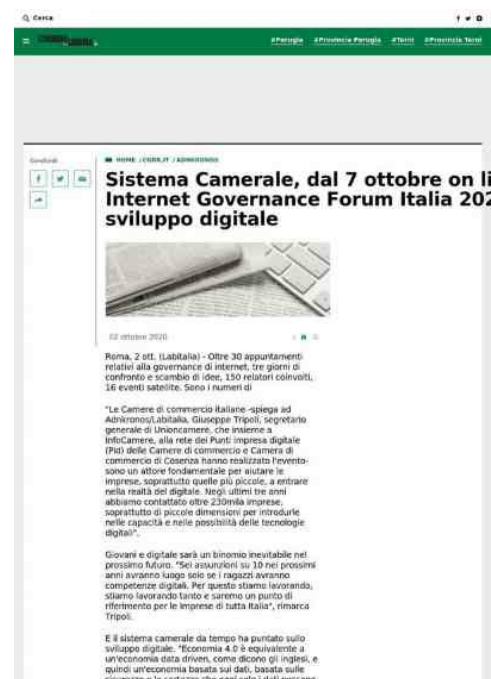 Cerca
#Perugia #Provincia Perugia #Terni #Provincia Terni
Condividi
HOME /CORR.IT /ADNKRONOS
Sistema Camerale, dal 7 ottobre on li
Internet Governance Forum Italia 202
sviluppo digitale
02 ottobre 2020
Roma, 2 ott. (Labitalia) - Oltre 30 appuntamenti
relativi alla governance di internet, tre giorni di
confronto e scambio di idee, 150 relatori coinvolti,
16 eventi satellite. Sono i numeri di
"Le Camere di commercio italiane -spiega ad
Adnkronos/Labitalia, Giuseppe Tripoli, segretario
generale di Unioncamere, che insieme a
InfoCamere, alla rete dei Punti impresa digitale
(Pid) delle Camere di commercio e Camera di
commercio di Cosenza hanno realizzato l'evento-
sono un attore fondamentale per aiutare le
imprese, soprattutto quelle più piccole, a entrare
nella realtà del digitale. Negli ultimi tre anni
abbiamo contattato oltre 230mila imprese,
soprattutto di piccole dimensioni per introdurle
nelle capacità e nelle possibilità delle tecnologie
digitali".
Giovani e digitale sarà un binomio inevitabile nel
prossimo futuro. "Sei assunzioni su 10 nei prossimi
anni avranno luogo solo se i ragazzi avranno
competenze digitali. Per questo stiamo lavorando,
stiamo lavorando tanto e saremo un punto di
riferimento per le imprese di tutta Italia", rimarca
Tripoli.
E il sistema camerale da tempo ha puntato sullo
sviluppo digitale. "Economia 4.0 è equivalente a
un'economia data driven, come dicono gli inglesi, e
quindi un'economia basata sui dati, basata sulle